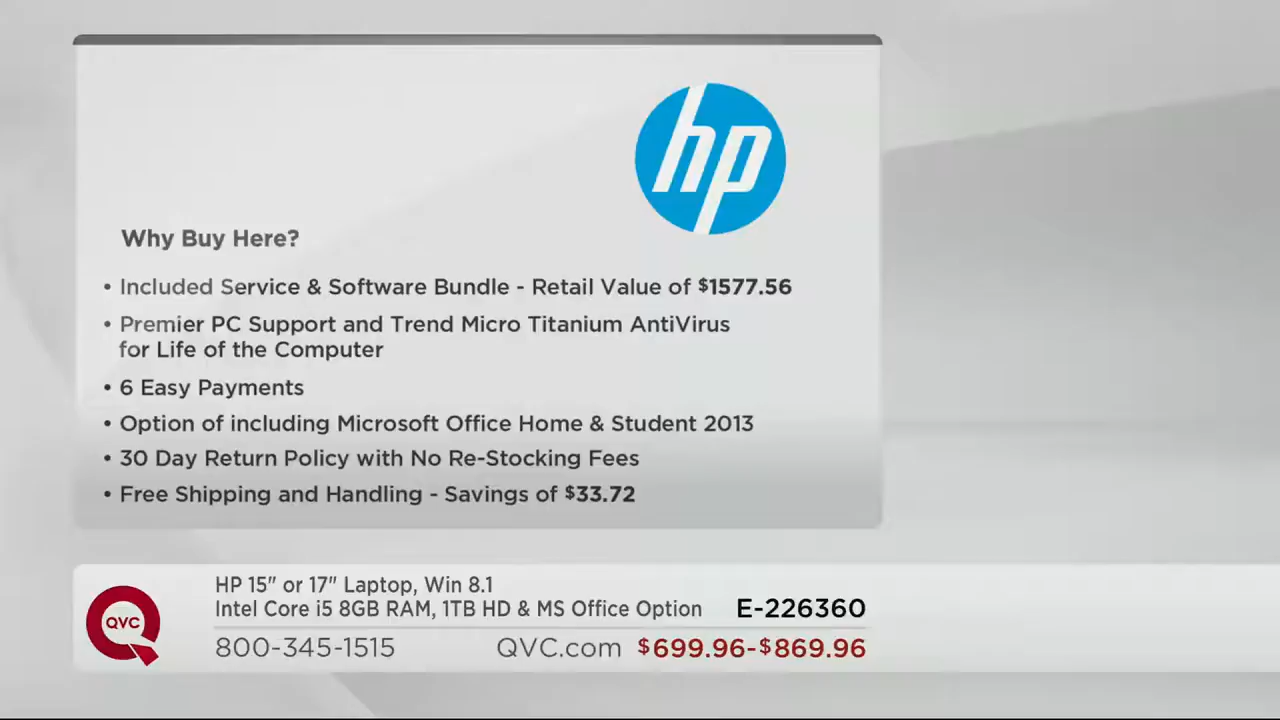 hp
Why Buy Here?
• Included Service & Software Bundle - Retail Value of $1577.56
• Premier PC Support and Trend Micro Titanium AntiVirus
for Life of the Computer
• 6 Easy Payments
• Option of including Microsoft Office Home & Student 2013
• 30 Day Return Policy with No Re-Stocking Fees
• Free Shipping and Handling - Savings of $33.72
QVC
HP 15" or 17" Laptop, Win 8.1
Intel Core i5 8GB RAM, 1TB HD & MS Office Option E-226360
800-345-1515 QVC.com $699.96-$869.96